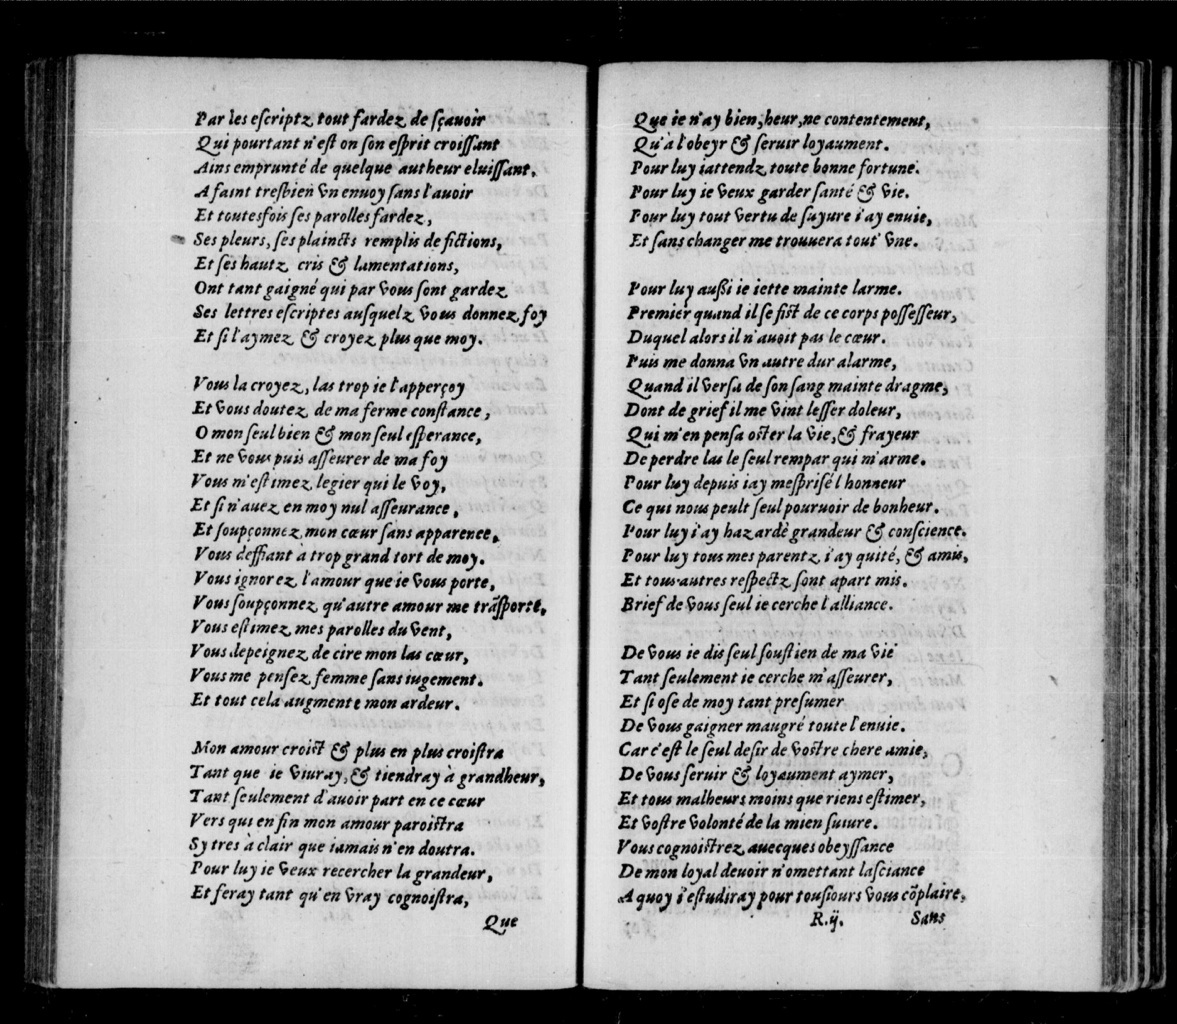 Par les escriptz tout fardez de sçauoir
Qui pourtant n'est on son esprit croissant
Ains emprunté de quelque autheur eluissant,
A faint tresbien vn enuoy sans l'auoir
Et toutesfois ses parolles fardez,
Ses pleurs, ses plaincts remplis de fictions,
Et ses hautz cris & lamentations,
Ont tant gaigné qui par vous sont gardez
Ses lettres escriptes ausquelz vous donnez foy
Et si l'aymez & croyez plus que moy.
Vous la croyez, las trop ie l'apperçoy
Et vous doutez de ma ferme constance,
O mon seul bien & mon seul esperance,
Et ne vous puis asseurer de ma foy
Vous m'estimez legier qui le voy,
Et si n'auez en moy nul asseurance,
Et soupçonnez mon cœur sans apparence,
Vous deffiant à trop grand tort de moy.
Vous ignorez l'amour que ie vous porte,
Vous soupçonnez qu'autre amour me trãsporte,
Vous estimez mes parolles du vent,
Vous depeignez de cire mon las cœur,
Vous me pensez femme sans iugement.
Et tout cela augmente mon ardeur.
Mon amour croist & plus en plus croistra
Tant que ie viuray, & tiendray à grandheur,
Tant seulement d'auoir part en ce cœur
Vers qui en fin mon amour paroistra
Sy tres à clair que iamais n'en doutra.
Pour luy ie veux recercher la grandeur,
Et feray tant qu'en vray cognoistra,
Que
Que ie n'ay bien, heur, ne contentement,
Qu'à l'obeyr & seruir loyaument.
Pour luy iattendz toute bonne fortune.
Pour luy ie veux garder santé & vie.
Pour luy tout vertu de suyure i'ay enuie,
Et sans changer me trouuera tout' vne.
Pour luy außi ie iette mainte larme.
Premier quand il se fist de ce corps possesseur,
Duquel alors il n'auoit pas le cœur.
Puis me donna vn autre dur alarme,
Quand il versa de son sang mainte dragme,
Dont de grief il me vint lesser doleur,
Qui m'en pensa oster la vie, & frayeur
De perdre las le seul rempar qui m'arme.
Pour luy depuis iay mesprisé l honneur
Ce qui nous peult seul pouruoir de bonheur.
Pour luy i'ay hazardè grandeur & conscience.
Pour luy tous mes parentz i'ay quité, & amis,
Et tous autres respectz sont apart mis.
Brief de vous seul ie cerche l'alliance.
De vous ie dis seul soustien de ma vie
Tant seulement ie cerche m'asseurer,
Et si ose de moy tant presumer
De vous gaigner maugré toute l'enuie.
Car c'est le seul desir de vostre chere amie,
De vous seruir & loyaument aymer,
Et tous malheurs moins que riens estimer,
Et vostre volonté de la mien suiure.
Vous cognoistrez auecques obeyssance
De mon loyal deuoir n'omettant lasciance
A quoy i'estudiray pour tousiours vous cõplaire,
R.ij. Sans